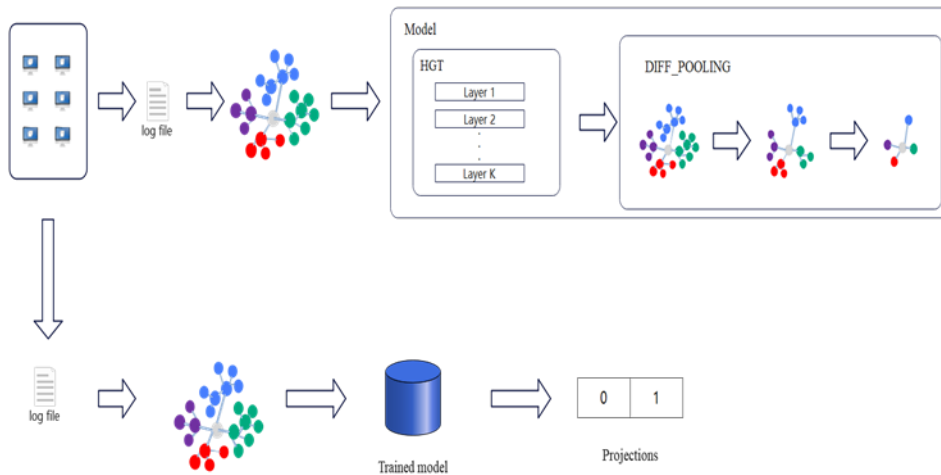 Model
HGT
DIFF_POOLING
Layer 1
Layer 2
.
.
.
Layer K
log file
log file
0 1
Trained model
Projections